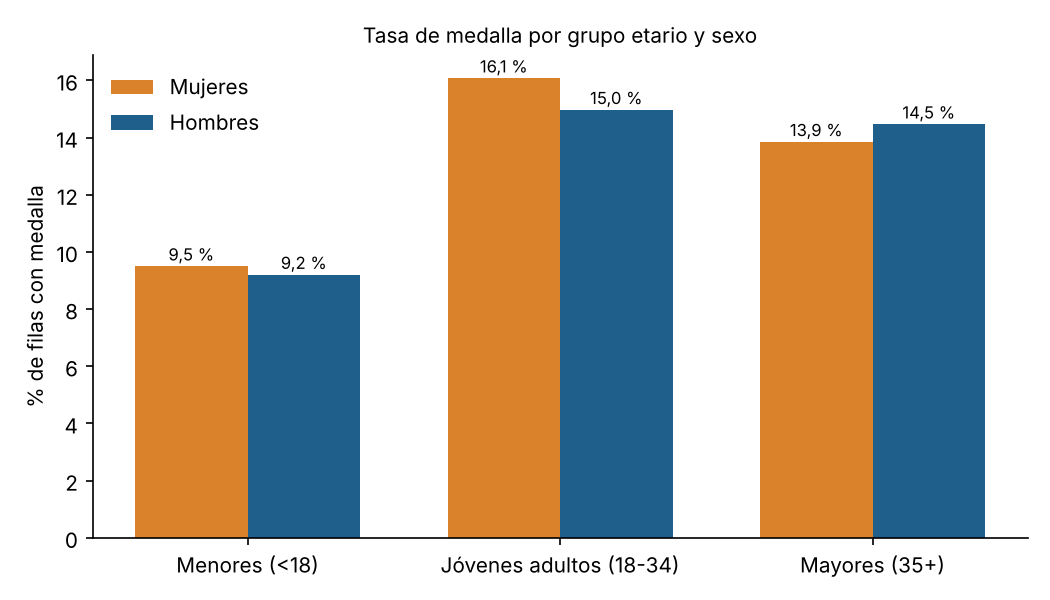 Tasa de medalla por grupo etario y sexo
Mujeres
Hombres
% de filas con medalla
16
14
12
10
8
6
4
2
0
9,5 %
9,2 %
16,1 %
15,0 %
13,9 %
14,5 %
Menores (<18)
Jóvenes adultos (18-34)
Mayores (35+)